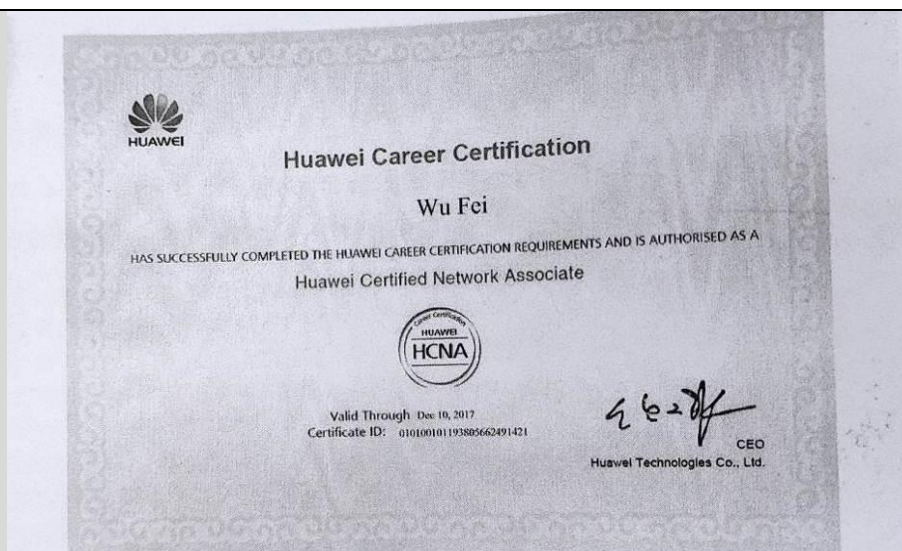 HUAWEI
Huawei Career Certification
Wu Fei
HAS SUCCESSFULLY COMPLETED THE HUAWEI CAREER CERTIFICATION REQUIREMENTS AND IS AUTHORISED AS A
Huawei Certified Network Associate
Career Certification
HUAWEI
HCNA
Valid Through Dec 10, 2017
Certificate ID: 010100101193805662491421
CEO
Huawei Technologies Co., Ltd.